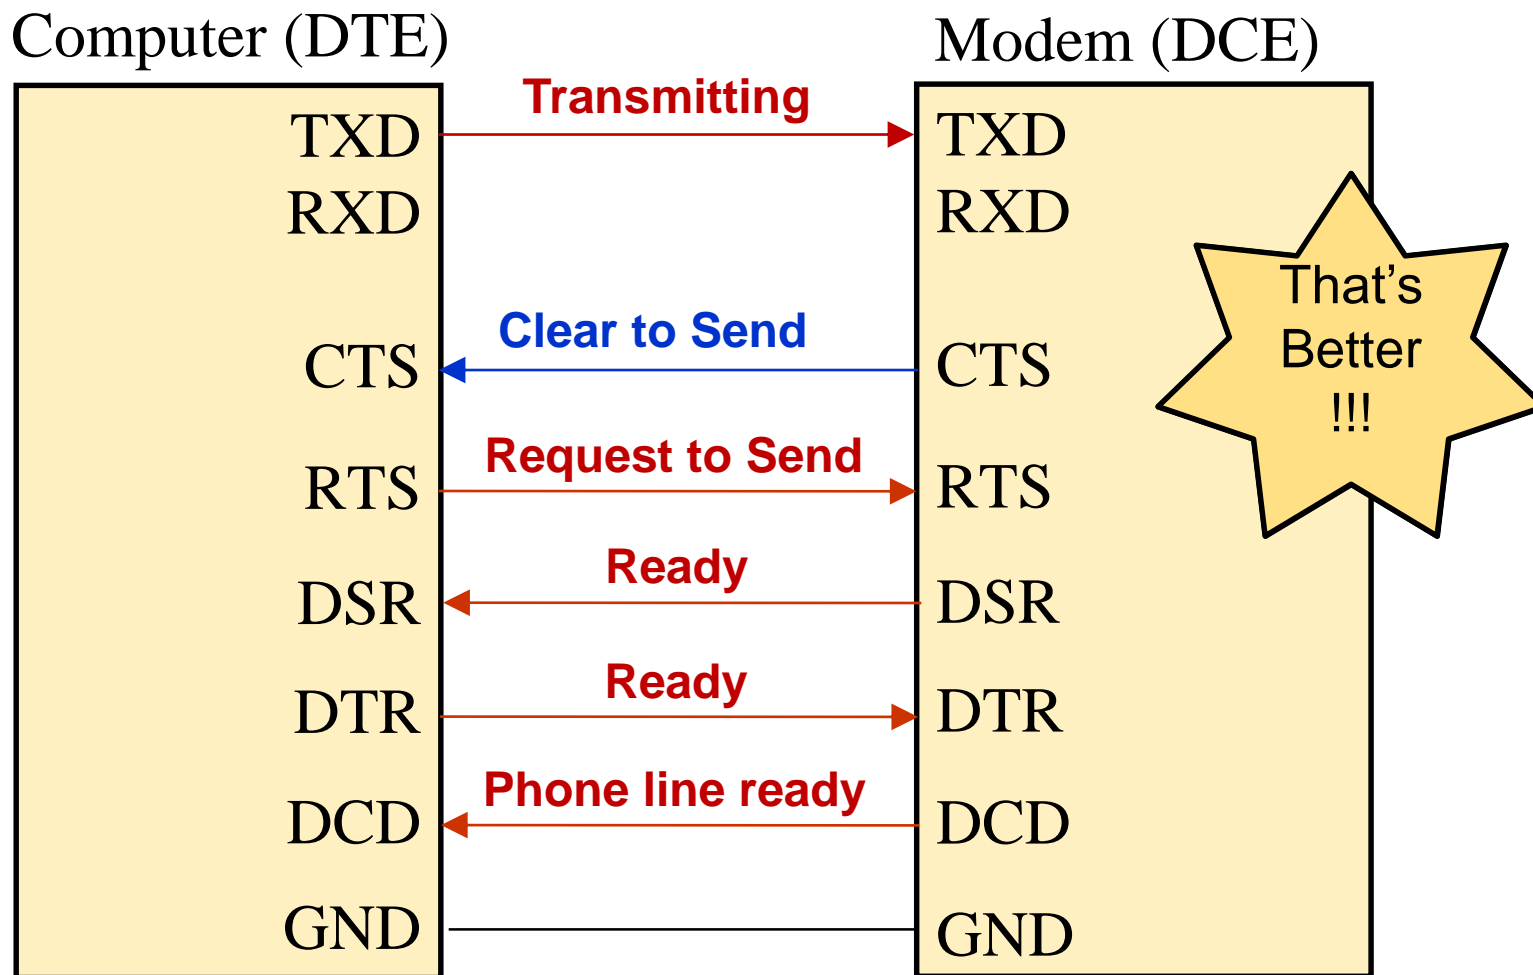 Computer (DTE)
Modem (DCE)
Transmitting
TXD
TXD
RXD
RXD
Clear to Send
CTS
CTS
Request to Send
RTS
RTS
Ready
DSR
DSR
Ready
DTR
DTR
Phone line ready
DCD
DCD
GND
GND
That’s
Better
!!!